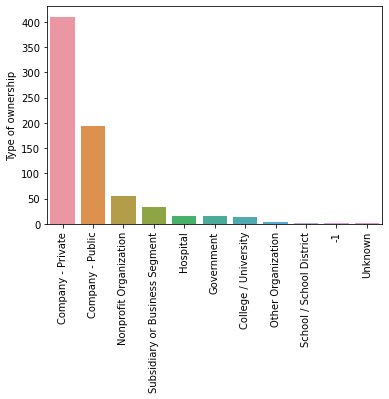 400
350
300
250
200
150
100
50
0
Type of ownership
Company - Private
Company - Public
Nonprofit Organization
Subsidiary or Business Segment
Hospital
Government
College / University
Other Organization
School / School District
-1
Unknown